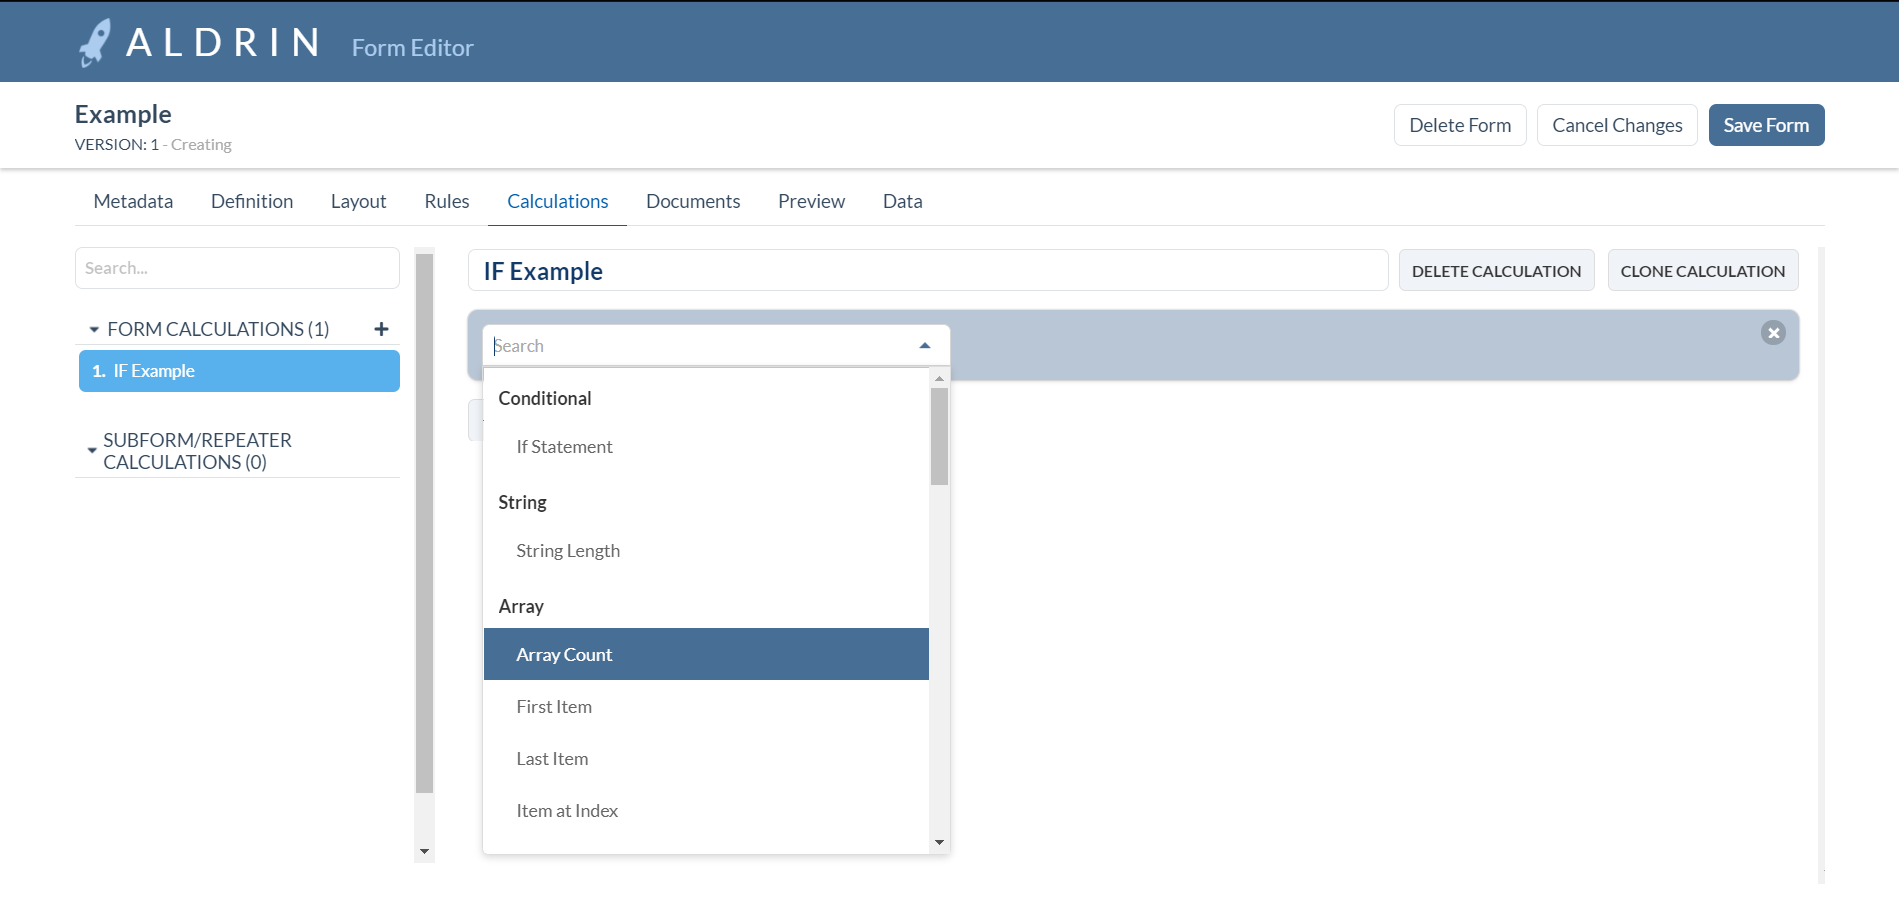 ALDRIN Form Editor
Example
VERSION: 1 - Creating
Delete Form
Cancel Changes
Save Form
Metadata
Definition
Layout
Rules
Calculations
Documents
Preview
Data
Search...
FORM CALCULATIONS (1)
1. IF Example
SUBFORM/REPEATER
CALCULATIONS (0)
IF Example
DELETE CALCULATION
CLONE CALCULATION
Search
Conditional
If Statement
String
String Length
Array
Array Count
First Item
Last Item
Item at Index